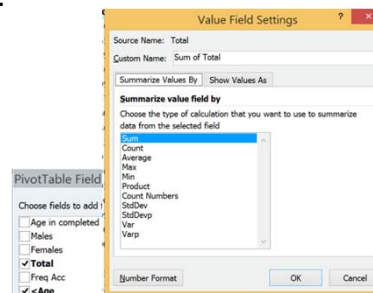 Value Field Settings
? ×
Source Name: Total
Custom Name: Sum of Total
Summarize Values By Show Values As
Summarize value field by
Choose the type of calculation that you want to use to summarize
data from the selected field
Sum
Count
Average
Max
Min
Product
Count Numbers
StdDev
StdDevp
Var
Varp
Number Format OK Cancel
PivotTable Field
Choose fields to add
Age in completed
Males
Females
Total
Freq Acc
<Age